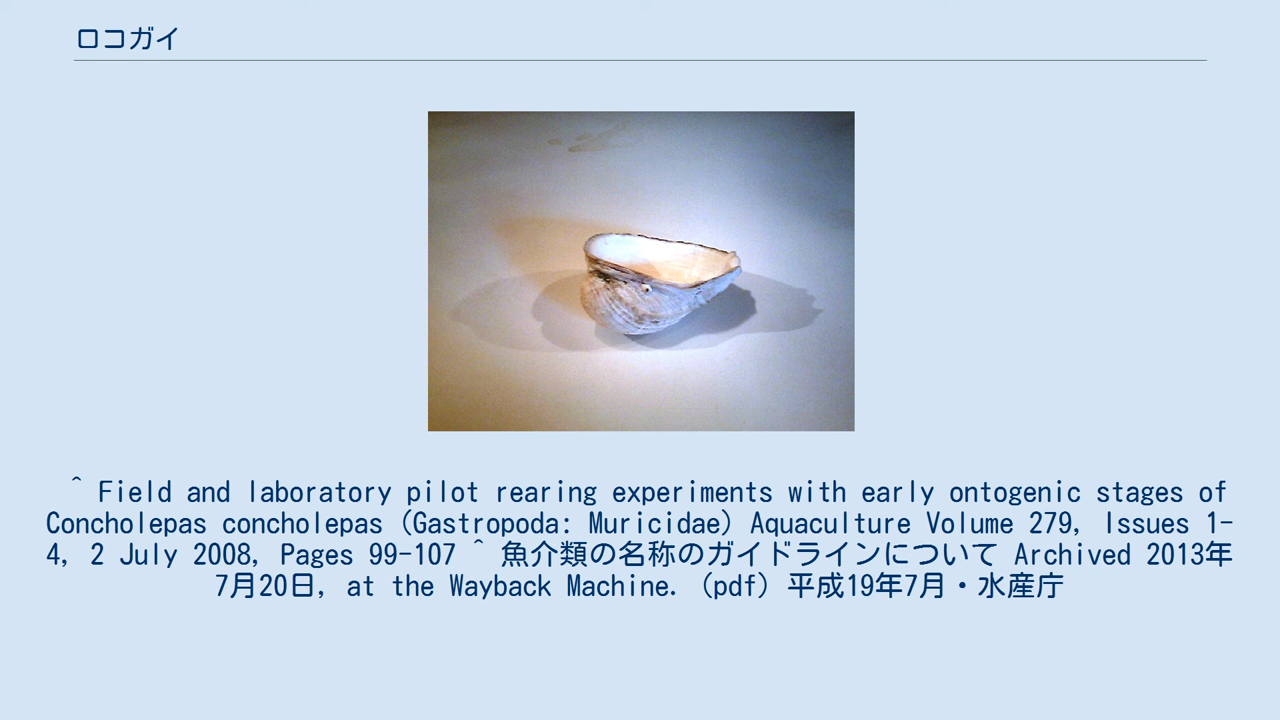 ロコガイ
^ Field and laboratory pilot rearing experiments with early ontogenic stages of
Concholepas concholepas (Gastropoda: Muricidae) Aquaculture Volume 279, Issues 1-
4, 2 July 2008, Pages 99-107 ^ 魚介類の名称のガイドラインについて Archived 2013年
7月20日, at the Wayback Machine. (pdf) 平成19年7月・水産庁